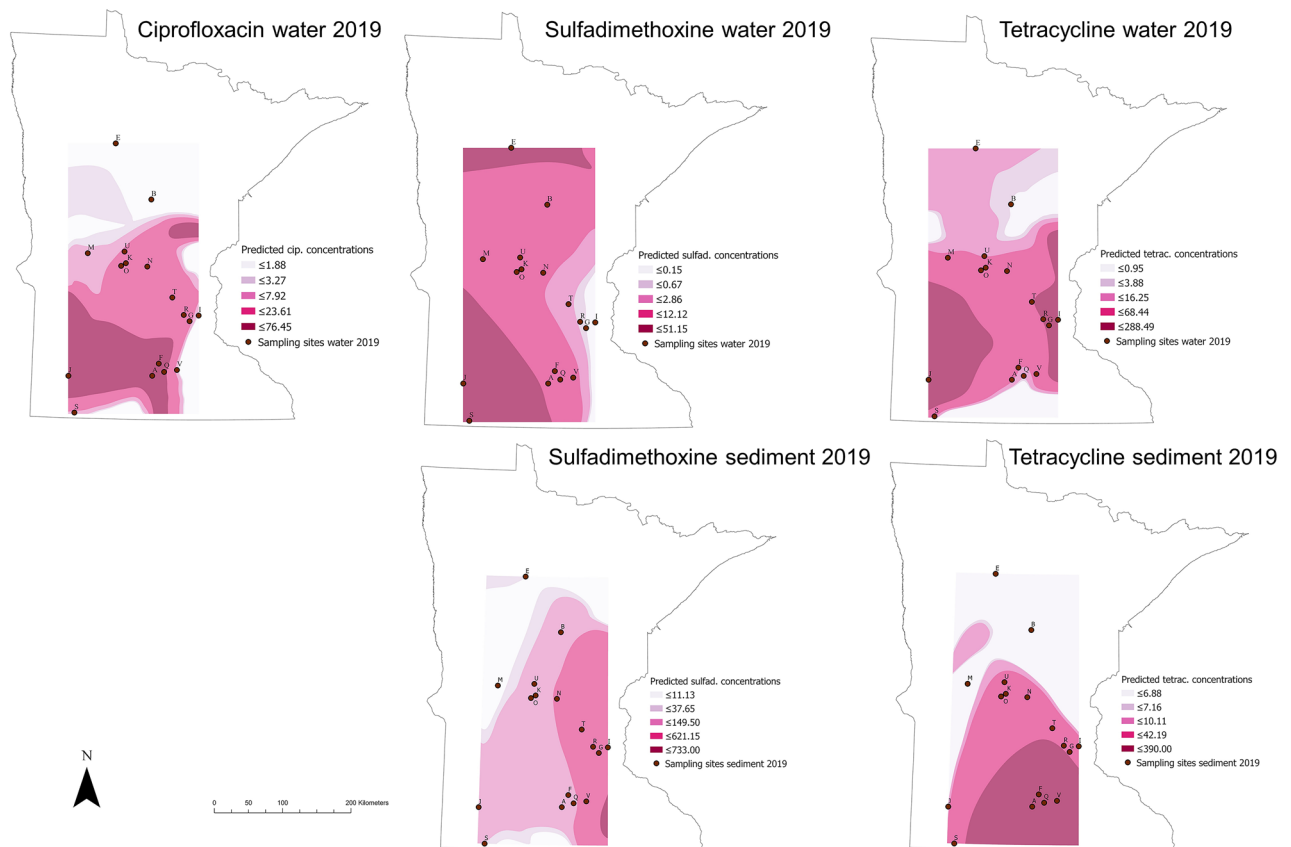 Ciprofloxacin water 2019
E
B
M
U
K
O
N
T
R
G
I
F
A
Q
V
J
S
Predicted cip. concentrations
≤1.88
≤3.27
≤7.92
≤23.61
≤76.45
Sampling sites water 2019
Sulfadimethoxine water 2019
E
B
M
U
K
O
N
T
R
G
I
F
A
Q
V
J
S
Predicted sulfad. concentrations
≤0.15
≤0.67
≤2.86
≤12.12
≤51.15
Sampling sites water 2019
Tetracycline water 2019
E
B
M
U
K
O
N
T
R
G
I
F
A
Q
V
J
S
Predicted tetrac. concentrations
≤0.95
≤3.88
≤16.25
≤68.44
≤288.49
Sampling sites water 2019
Sulfadimethoxine sediment 2019
E
B
M
U
K
O
N
T
R
G
I
F
A
Q
V
J
S
Predicted sulfad. concentrations
≤11.13
≤37.65
≤149.50
≤621.15
≤733.00
Sampling sites sediment 2019
Tetracycline sediment 2019
E
B
M
U
K
O
N
T
R
G
I
F
A
Q
V
J
S
Predicted tetrac. concentrations
≤6.88
≤7.16
≤10.11
≤42.19
≤390.00
Sampling sites sediment 2019
N
0 50 100 200 Kilometers